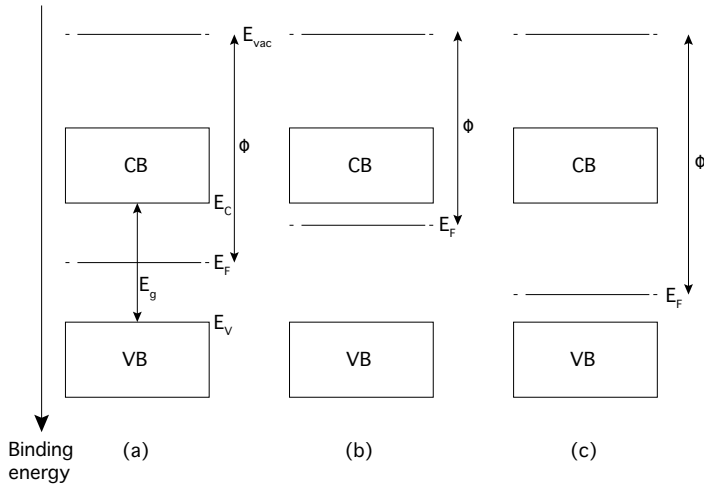 E_vac
ϕ
CB
E_C
E_F
E_g
E_V
VB
(a)
ϕ
CB
E_F
VB
(b)
ϕ
CB
E_F
VB
(c)
Binding
energy